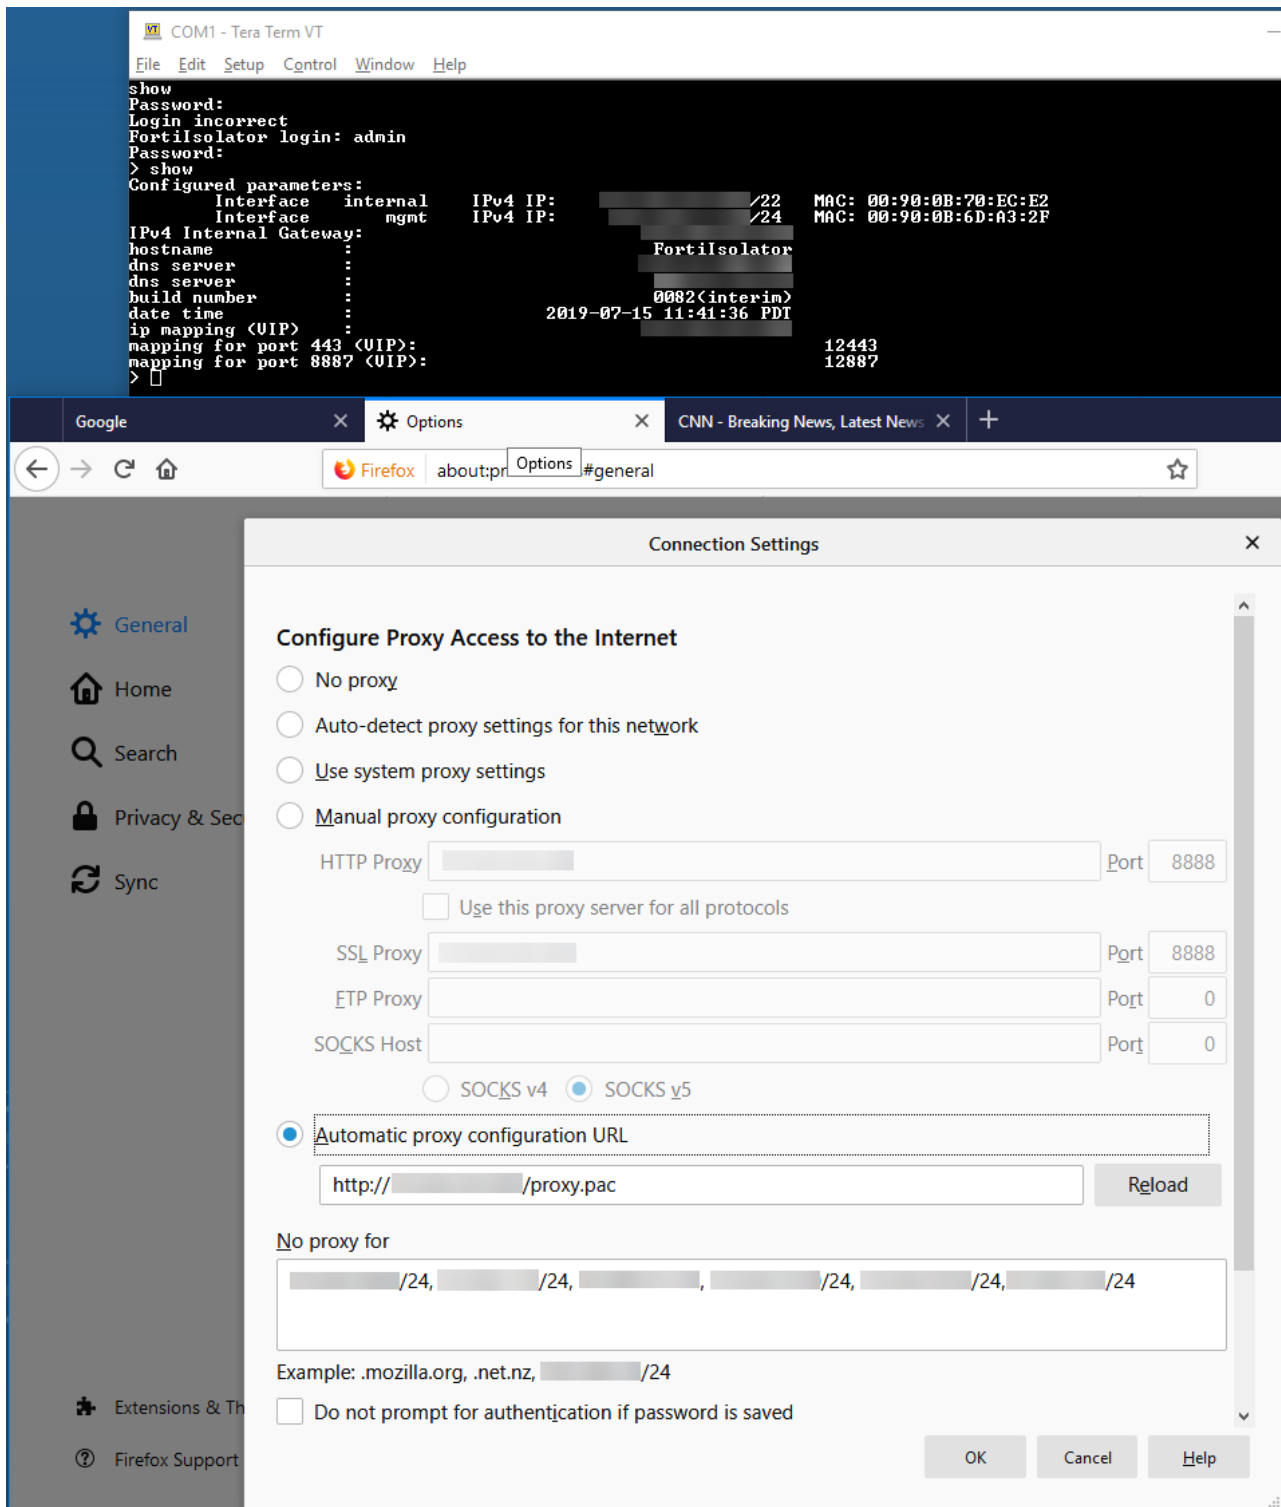 COM1 - Tera Term VT
File Edit Setup Control Window Help
show
Password:
Login incorrect
FortiIsolator login: admin
Password:
> show
Configured parameters:
Interface internal IPv4 IP: /22 MAC: 00:90:0B:70:EC:E2
Interface mgmt IPv4 IP: /24 MAC: 00:90:0B:6D:A3:2F
IPv4 Internal Gateway:
hostname : FortiIsolator
dns server :
dns server :
build number : 0082(interim)
date time : 2019-07-15 11:41:36 PDT
ip mapping (VIP) :
mapping for port 443 (VIP): 12443
mapping for port 8887 (VIP): 12887
>
Google Options CNN - Breaking News, Latest News
Firefox about:pr Options #general
Connection Settings
General
Home
Search
Privacy & Sec
Sync
Extensions & Th
Firefox Support
Configure Proxy Access to the Internet
No proxy
Auto-detect proxy settings for this network
Use system proxy settings
Manual proxy configuration
HTTP Proxy Port 8888
Use this proxy server for all protocols
SSL Proxy Port 8888
FTP Proxy Port 0
SOCKS Host Port 0
SOCKS v4 SOCKS v5
Automatic proxy configuration URL
http:// /proxy.pac Reload
No proxy for
/24, /24, , /24, /24, /24
Example: .mozilla.org, .net.nz, /24
Do not prompt for authentication if password is saved
OK Cancel Help